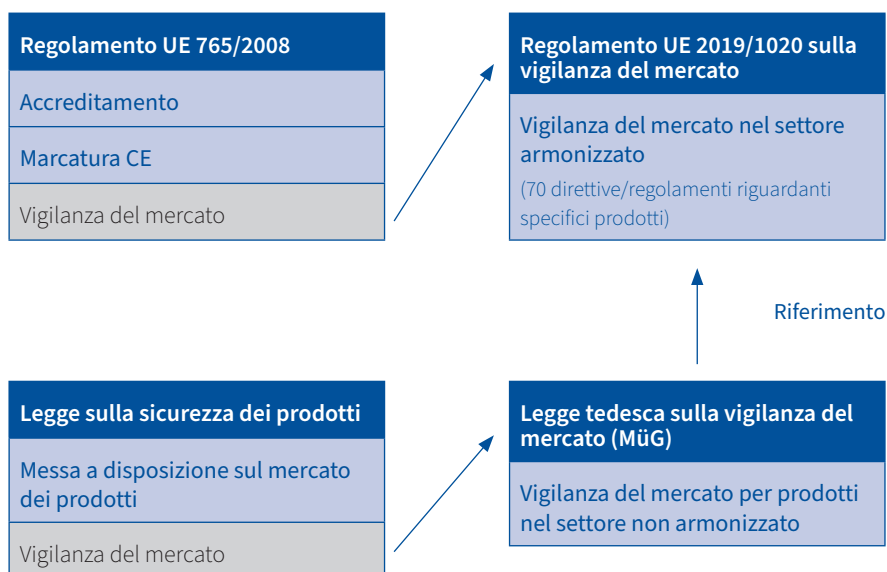 Regolamento UE 765/2008
Accreditamento
Marcatura CE
Vigilanza del mercato
Regolamento UE 2019/1020 sulla
vigilanza del mercato
Vigilanza del mercato nel settore
armonizzato
(70 direttive/regolamenti riguardanti
specifici prodotti)
Riferimento
Legge sulla sicurezza dei prodotti
Messa a disposizione sul mercato
dei prodotti
Vigilanza del mercato
Legge tedesca sulla vigilanza del
mercato (MüG)
Vigilanza del mercato per prodotti
nel settore non armonizzato